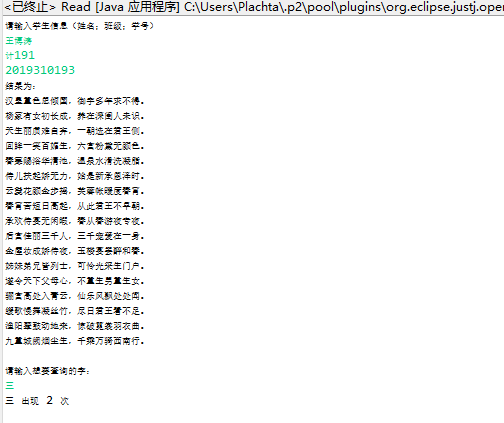 <已终止> Read [Java 应用程序] C:\Users\Plachta\.p2\pool\plugins\org.eclipse.justj.open
请输入学生信息（姓名；班级；学号）
王博涛
计191
2019310193
结果为:
汉皇重色思倾国，御宇多年求不得。
杨家有女初长成，养在深闺人未识。
天生丽质难自弃，一朝选在君王侧。
回眸一笑百媚生，六宫粉黛无颜色。
春寒赐浴华清池，温泉水滑洗凝脂。
侍儿扶起娇无力，始是新承恩泽时。
云鬓花颜金步摇，芙蓉帐暖度春宵。
春宵苦短日高起，从此君王不早朝。
承欢侍宴无闲暇，春从春游夜专夜。
后宫佳丽三千人，三千宠爱在一身。
金屋妆成娇侍夜，玉楼宴罢醉和春。
姊妹弟兄皆列士，可怜光采生门户。
遂令天下父母心，不重生男重生女。
骊宫高处入青云，仙乐风飘处处闻。
缓歌慢舞凝丝竹，尽日君王看不足。
渔阳鼙鼓动地来，惊破霓裳羽衣曲。
九重城阙烟尘生，千乘万骑西南行。
请输入想要查询的字:
三
三 出现 2 次